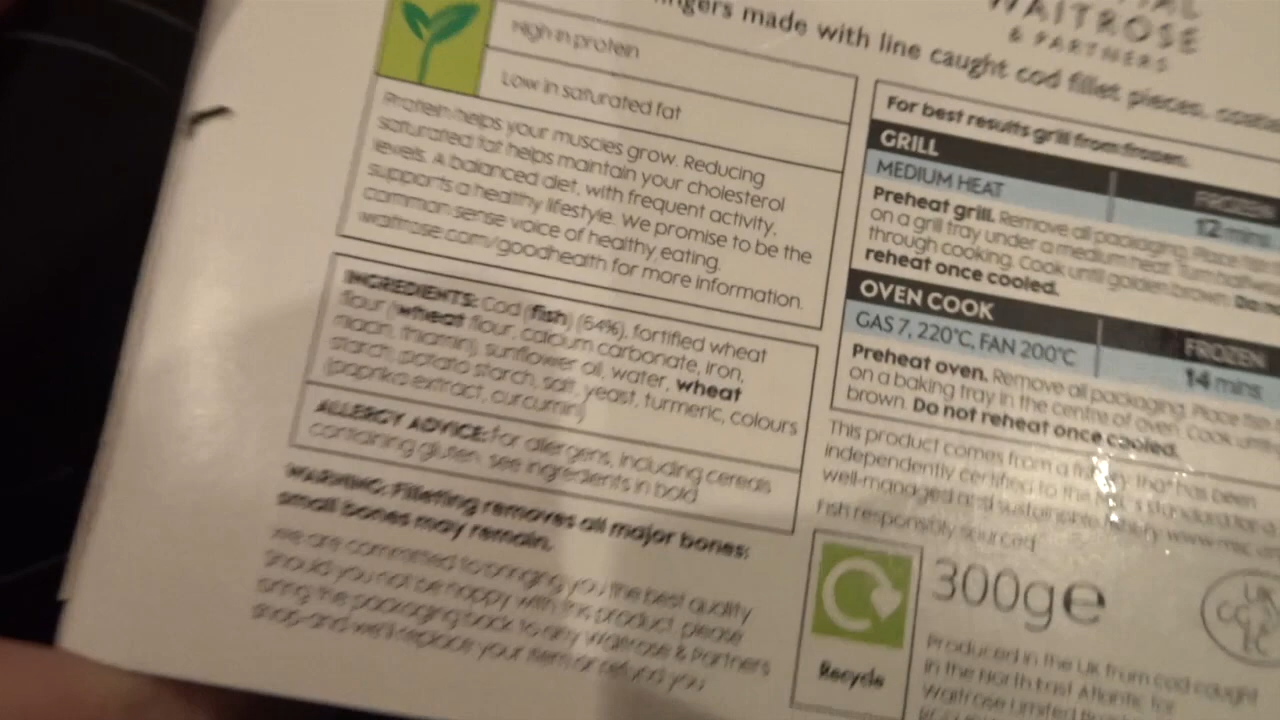 WAITROSE
& PARTNERS
fingers made with line caught cod fillet pieces,
High in protein
Low in saturated fat
Protein helps your muscles grow. Reducing
saturated fat helps maintain your cholesterol
levels. A balanced diet, with frequent activity,
supports a healthy lifestyle. We promise to be the
common sense voice of healthy eating.
waitrose.com/goodhealth for more information.
INGREDIENTS: Cod (fish) (64%), fortified wheat
flour (wheat flour, calcium carbonate, iron,
niacin, thiamin), sunflower oil, water, wheat
starch, potato starch, salt, yeast, turmeric, colours
(paprika extract, curcumin)
ALLERGY ADVICE: for allergens, including cereals
containing gluten, see ingredients in bold
WARNING: Filleting removes all major bones;
small bones may remain.
We are committed to bringing you the best quality
Should you not be happy with this product, please
bring the packaging back to any Waitrose & Partners
shop and we'll replace your item or refund you
For best results grill from frozen.
GRILL
MEDIUM HEAT
FROZEN
12 mins
Preheat grill. Remove all packaging. Place
on a grill tray under a medium heat. Turn halfway
through cooking. Cook until golden brown. Do
reheat once cooled.
OVEN COOK
GAS 7, 220°C, FAN 200°C
FROZEN
14 mins
Preheat oven. Remove all packaging. Place
on a baking tray in the centre of oven. Cook until
brown. Do not reheat once cooled.
This product comes from a fishery that has been
independently certified to the standard for a
well-managed and sustainable fishery. www.msc
Fish responsibly sourced
Recycle
300g e
UK
Produced in the UK from cod caught
in the North East Atlantic for
Waitrose Limited